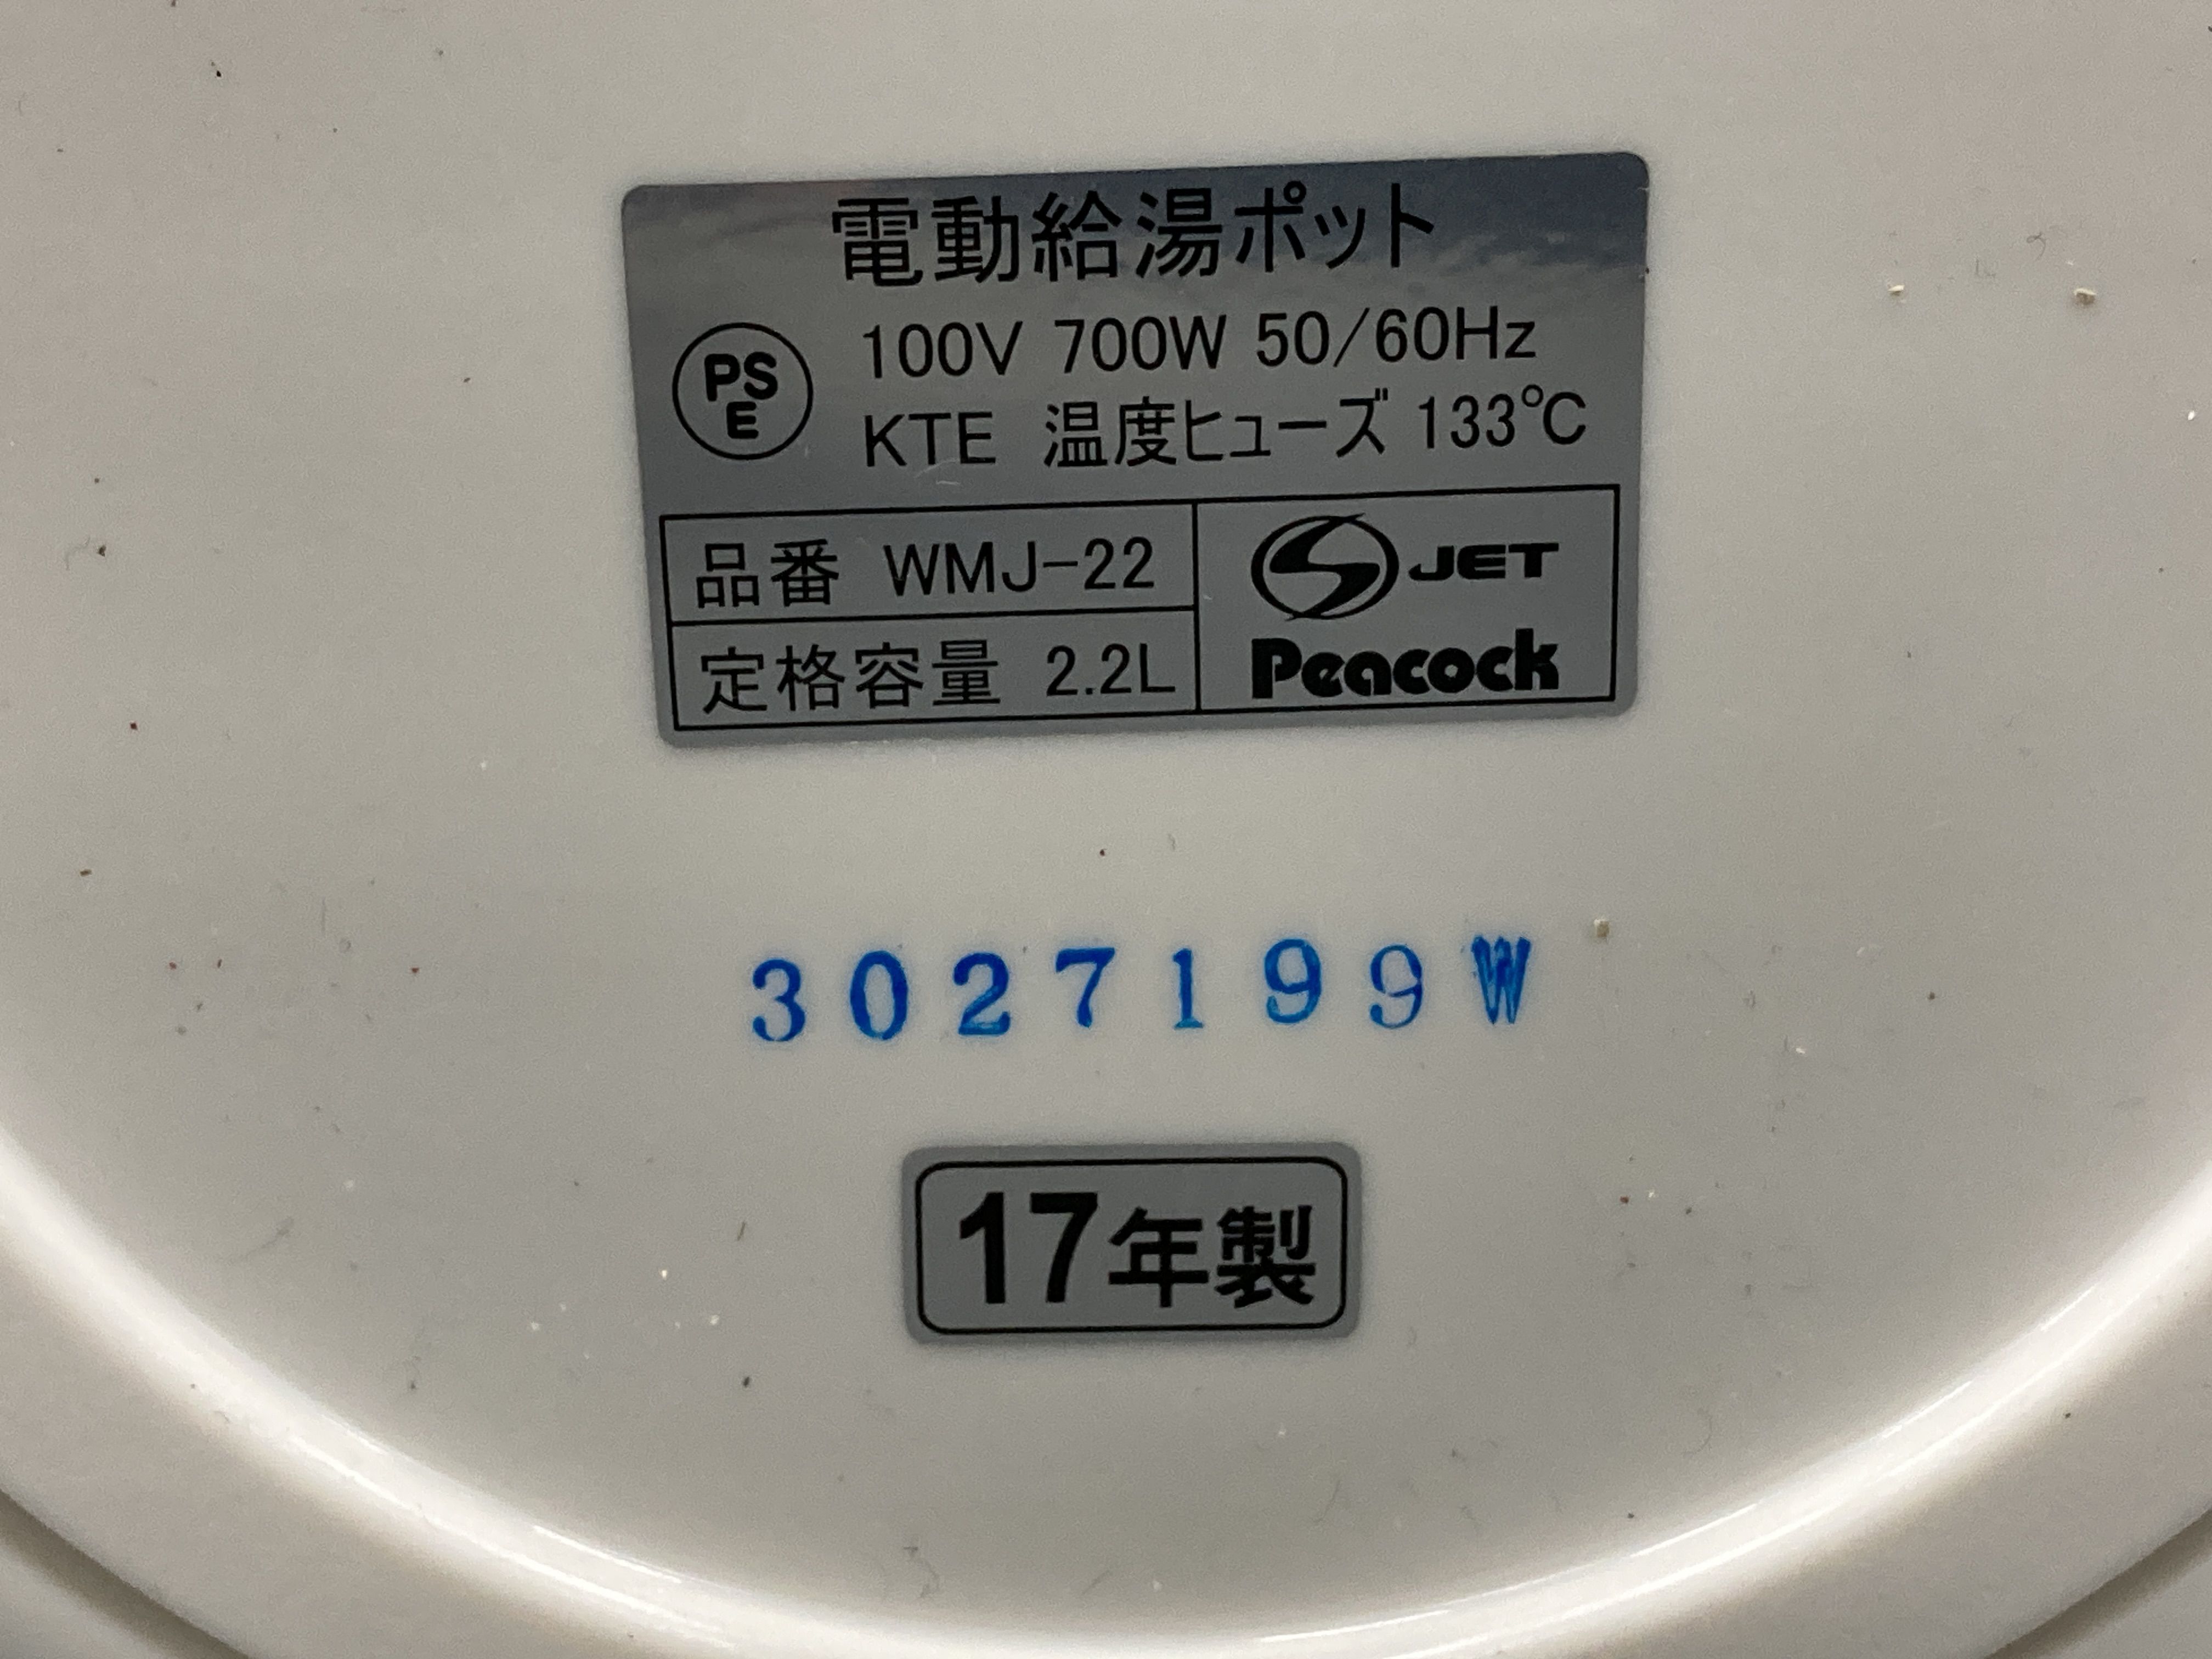 電動給湯ポット
PS
E
100V 700W 50/60Hz
KTE 温度ヒューズ 133℃
品番 WMJ-22
定格容量 2.2L
S JET
Peacock
3027199W
17年製